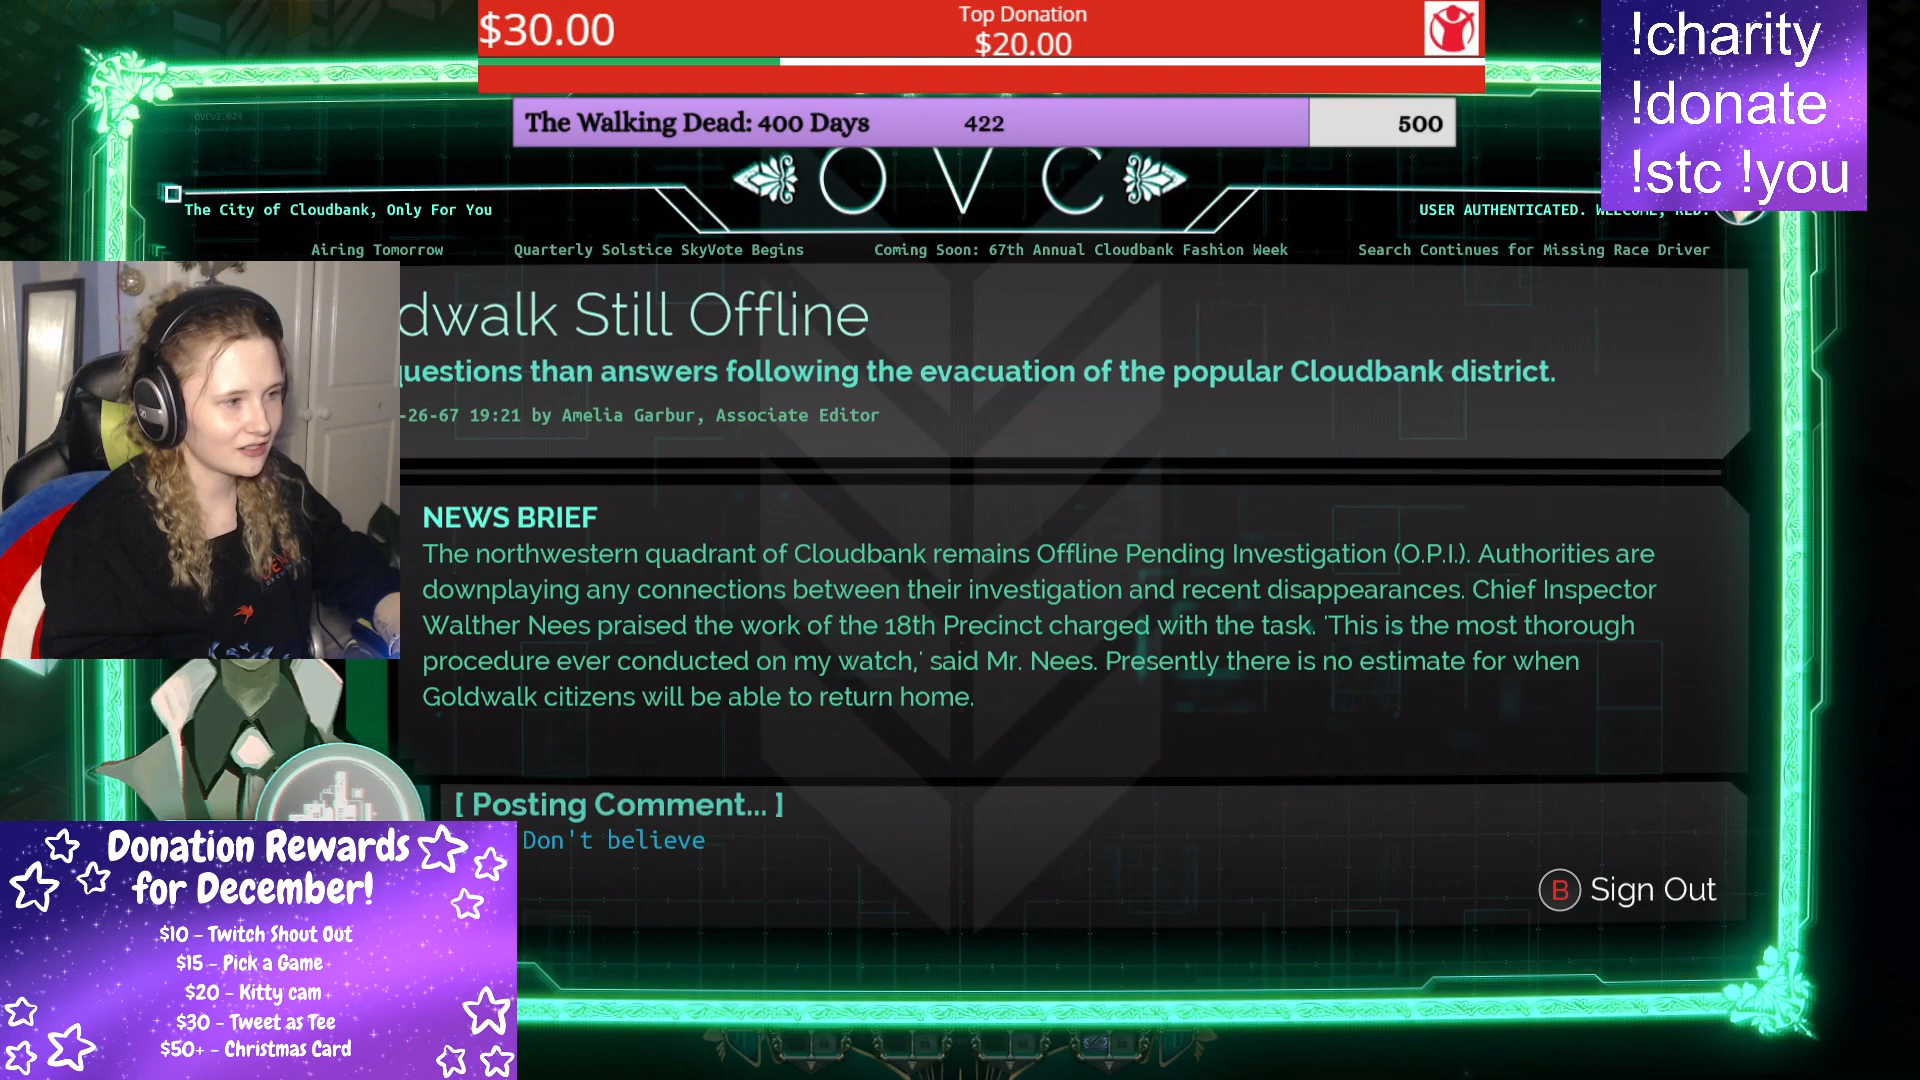 $30.00
Top Donation
$20.00
!charity
!donate
!stc !you
The Walking Dead: 400 Days 422 500
OVC
The City of Cloudbank, Only For You
USER AUTHENTICATED. WELCOME, RED.
Airing Tomorrow Quarterly Solstice SkyVote Begins Coming Soon: 67th Annual Cloudbank Fashion Week Search Continues for Missing Race Driver
dwalk Still Offline
questions than answers following the evacuation of the popular Cloudbank district.
-26-67 19:21 by Amelia Garbur, Associate Editor
NEWS BRIEF
The northwestern quadrant of Cloudbank remains Offline Pending Investigation (O.P.I.). Authorities are
downplaying any connections between their investigation and recent disappearances. Chief Inspector
Walther Nees praised the work of the 18th Precinct charged with the task. 'This is the most thorough
procedure ever conducted on my watch,' said Mr. Nees. Presently there is no estimate for when
Goldwalk citizens will be able to return home.
[ Posting Comment... ]
Don't believe
B Sign Out
Donation Rewards
for December!
$10 - Twitch Shout Out
$15 - Pick a Game
$20 - Kitty cam
$30 - Tweet as Tee
$50+ - Christmas Card